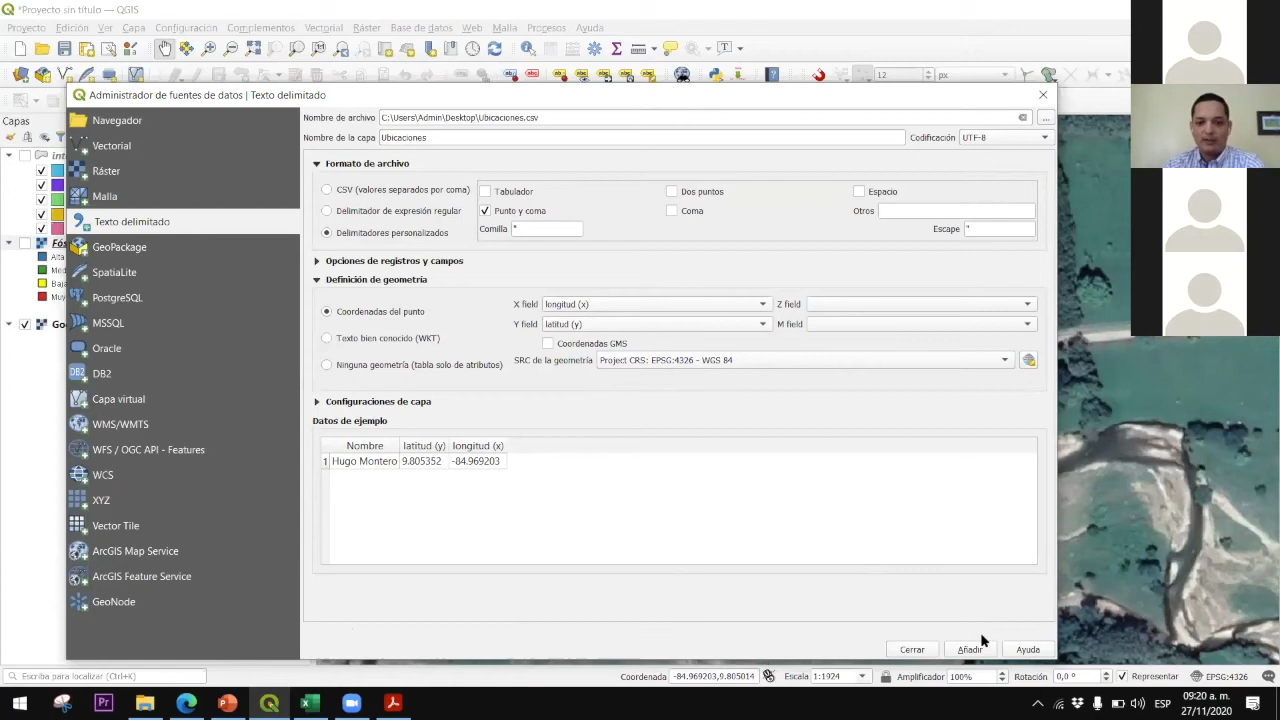 *Proyecto sin título — QGIS
Proyecto Edición Ver Capa Configuración Complementos Vectorial Ráster Base de datos Web Malla Procesos Ayuda
12 px
Administrador de fuentes de datos | Texto delimitado
Capas
Navegador
Vectorial
Ráster
Malla
Texto delimitado
GeoPackage
SpatiaLite
PostgreSQL
MSSQL
Oracle
DB2
Capa virtual
WMS/WMTS
WFS / OGC API - Features
WCS
XYZ
Vector Tile
ArcGIS Map Service
ArcGIS Feature Service
GeoNode
Nombre de archivo C:\Users\Admin\Desktop\Ubicaciones.csv ...
Nombre de la capa Ubicaciones Codificación UTF-8
Formato de archivo
CSV (valores separados por coma) Tabulador Dos puntos Espacio
Delimitador de expresión regular Punto y coma Coma Otros
Delimitadores personalizados Comilla " Escape "
Opciones de registros y campos
Definición de geometría
Coordenadas del punto X field longitud (x) Z field
Y field latitud (y) M field
Texto bien conocido (WKT) Coordenadas GMS
SRC de la geometría Project CRS: EPSG:4326 - WGS 84
Ninguna geometría (tabla solo de atributos)
Configuraciones de capa
Datos de ejemplo
Nombre latitud (y) longitud (x)
1 Hugo Montero 9.805352 -84.969203
Cerrar Añadir Ayuda
Escriba para localizar (Ctrl+K) Coordenada -84.969203,9.805014 Escala 1:1924 Amplificador 100% Rotación 0,0 ° Representar EPSG:4326
ESP 09:20 a. m.
27/11/2020